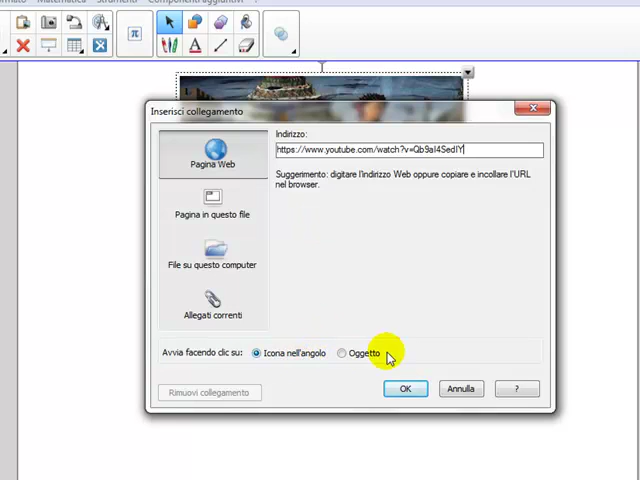 Matematica Strumenti Componenti aggiuntivi ?
π
A
Inserisci collegamento
Indirizzo:
Pagina Web
https://www.youtube.com/watch?v=Qb9aI4SedIY
Suggerimento: digitare l'indirizzo Web oppure copiare e incollare l'URL
nel browser.
Pagina in questo file
File su questo computer
Allegati correnti
Avvia facendo clic su: Icona nell'angolo Oggetto
Rimuovi collegamento OK Annulla ?